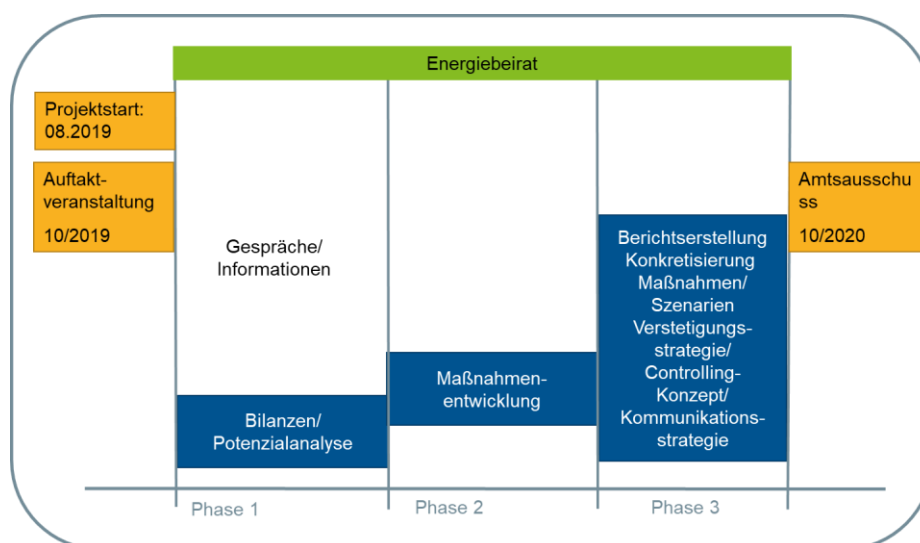 Energiebeirat
Projektstart:
08.2019
Auftakt-
veranstaltung
10/2019
Gespräche/
Informationen
Bilanzen/
Potenzialanalyse
Maßnahmen-
entwicklung
Berichtserstellung
Konkretisierung
Maßnahmen/
Szenarien
Verstetigungs-
strategie/
Controlling-
Konzept/
Kommunikations-
strategie
Amtsausschu
ss
10/2020
Phase 1
Phase 2
Phase 3